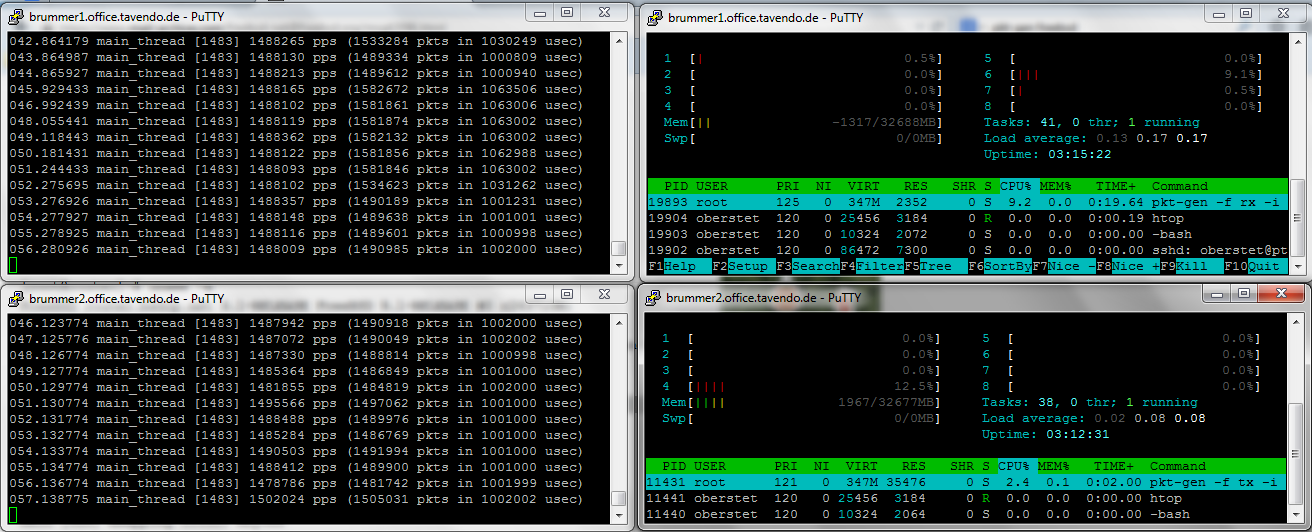 brummer1.office.tavendo.de - PuTTY
042.864179 main_thread [1483] 1488265 pps (1533284 pkts in 1030249 usec)
043.864987 main_thread [1483] 1488130 pps (1489334 pkts in 1000809 usec)
044.865927 main_thread [1483] 1488213 pps (1489612 pkts in 1000940 usec)
045.929433 main_thread [1483] 1488165 pps (1582672 pkts in 1063506 usec)
046.992439 main_thread [1483] 1488102 pps (1581861 pkts in 1063006 usec)
048.055441 main_thread [1483] 1488119 pps (1581874 pkts in 1063002 usec)
049.118443 main_thread [1483] 1488362 pps (1582132 pkts in 1063002 usec)
050.181431 main_thread [1483] 1488122 pps (1581856 pkts in 1062988 usec)
051.244433 main_thread [1483] 1488093 pps (1581846 pkts in 1063002 usec)
052.275695 main_thread [1483] 1488102 pps (1534623 pkts in 1031262 usec)
053.276926 main_thread [1483] 1488357 pps (1490189 pkts in 1001231 usec)
054.277927 main_thread [1483] 1488148 pps (1489638 pkts in 1001001 usec)
055.278925 main_thread [1483] 1488116 pps (1489601 pkts in 1000998 usec)
056.280926 main_thread [1483] 1488009 pps (1490985 pkts in 1002000 usec)
brummer1.office.tavendo.de - PuTTY
1 [| 0.5%] 5 [ 0.0%]
2 [ 0.0%] 6 [||| 9.1%]
3 [ 0.0%] 7 [| 0.5%]
4 [ 0.0%] 8 [ 0.0%]
Mem[|| -1317/32688MB] Tasks: 41, 0 thr; 1 running
Swp[ 0/0MB] Load average: 0.13 0.17 0.17
Uptime: 03:15:22
PID USER PRI NI VIRT RES SHR S CPU% MEM% TIME+ Command
19893 root 125 0 347M 2352 0 S 9.2 0.0 0:19.64 pkt-gen -f rx -i
19904 oberstet 120 0 25456 3184 0 R 0.0 0.0 0:00.19 htop
19903 oberstet 120 0 10324 2072 0 S 0.0 0.0 0:00.00 -bash
19902 oberstet 120 0 86472 7300 0 S 0.0 0.0 0:00.00 sshd: oberstet@pt
F1Help F2Setup F3SearchF4FilterF5Tree F6SortByF7Nice -F8Nice +F9Kill F10Quit
brummer2.office.tavendo.de - PuTTY
046.123774 main_thread [1483] 1487942 pps (1490918 pkts in 1002000 usec)
047.125776 main_thread [1483] 1487072 pps (1490049 pkts in 1002002 usec)
048.126774 main_thread [1483] 1487330 pps (1488814 pkts in 1000998 usec)
049.127774 main_thread [1483] 1485364 pps (1486849 pkts in 1001000 usec)
050.129774 main_thread [1483] 1481855 pps (1484819 pkts in 1002000 usec)
051.130774 main_thread [1483] 1495566 pps (1497062 pkts in 1001000 usec)
052.131774 main_thread [1483] 1488488 pps (1489976 pkts in 1001000 usec)
053.132774 main_thread [1483] 1485284 pps (1486769 pkts in 1001000 usec)
054.133774 main_thread [1483] 1490503 pps (1491994 pkts in 1001000 usec)
055.134774 main_thread [1483] 1488412 pps (1489900 pkts in 1001000 usec)
056.136774 main_thread [1483] 1478786 pps (1481742 pkts in 1001999 usec)
057.138775 main_thread [1483] 1502024 pps (1505031 pkts in 1002002 usec)
brummer2.office.tavendo.de - PuTTY
1 [ 0.0%] 5 [ 0.0%]
2 [ 0.0%] 6 [ 0.0%]
3 [ 0.0%] 7 [ 0.0%]
4 [|||| 12.5%] 8 [ 0.0%]
Mem[|||| 1967/32677MB] Tasks: 38, 0 thr; 1 running
Swp[ 0/0MB] Load average: 0.02 0.08 0.08
Uptime: 03:12:31
PID USER PRI NI VIRT RES SHR S CPU% MEM% TIME+ Command
11431 root 121 0 347M 35476 0 S 2.4 0.1 0:02.00 pkt-gen -f tx -i
11441 oberstet 120 0 25456 3184 0 R 0.0 0.0 0:00.00 htop
11440 oberstet 120 0 10324 2064 0 S 0.0 0.0 0:00.00 -bash